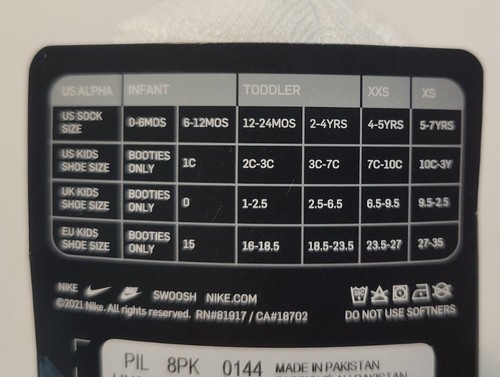 US ALPHA INFANT TODDLER XXS XS
US SOCK SIZE 0-6MOS 6-12MOS 12-24MOS 2-4YRS 4-5YRS 5-7YRS
US KIDS SHOE SIZE BOOTIES ONLY 1C 2C-3C 3C-7C 7C-10C 10C-3Y
UK KIDS SHOE SIZE BOOTIES ONLY 0 1-2.5 2.5-6.5 6.5-9.5 9.5-2.5
EU KIDS SHOE SIZE BOOTIES ONLY 15 16-18.5 18.5-23.5 23.5-27 27-35
NIKE SWOOSH NIKE.COM
©2021 Nike. All rights reserved. RN#81917 / CA#18702
DO NOT USE SOFTNERS
PIL 8PK 0144 MADE IN PAKISTAN